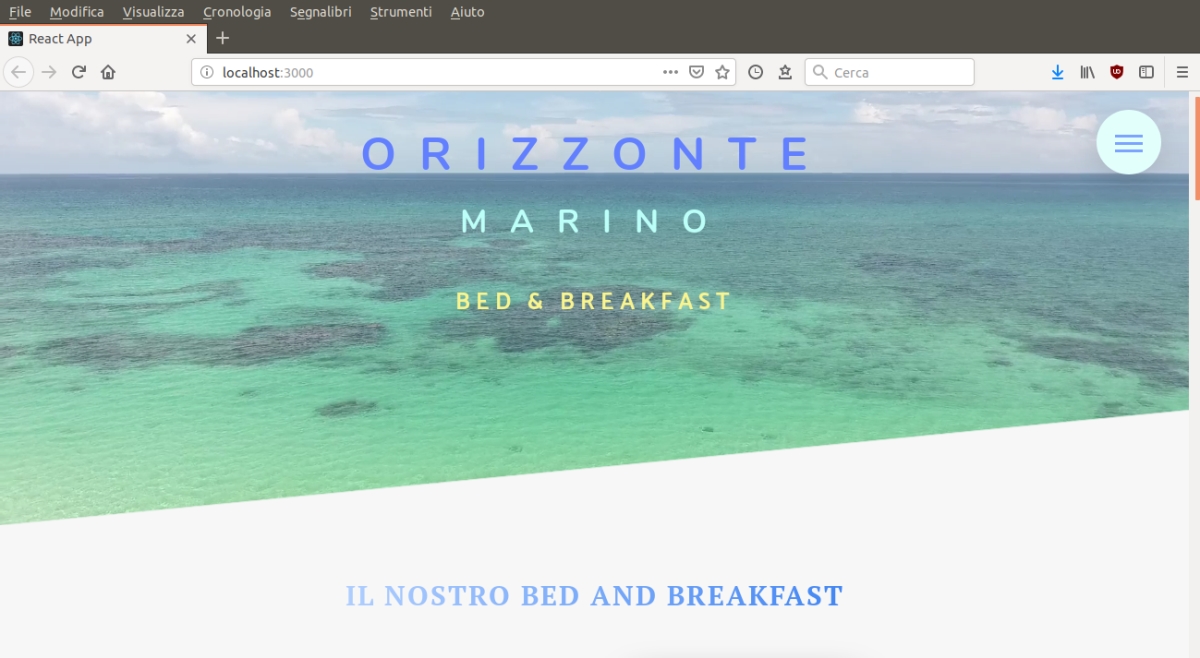 File Modifica Visualizza Cronologia Segnalibri Strumenti Aiuto
React App
localhost:3000
Cerca
ORIZZONTE
MARINO
BED & BREAKFAST
IL NOSTRO BED AND BREAKFAST